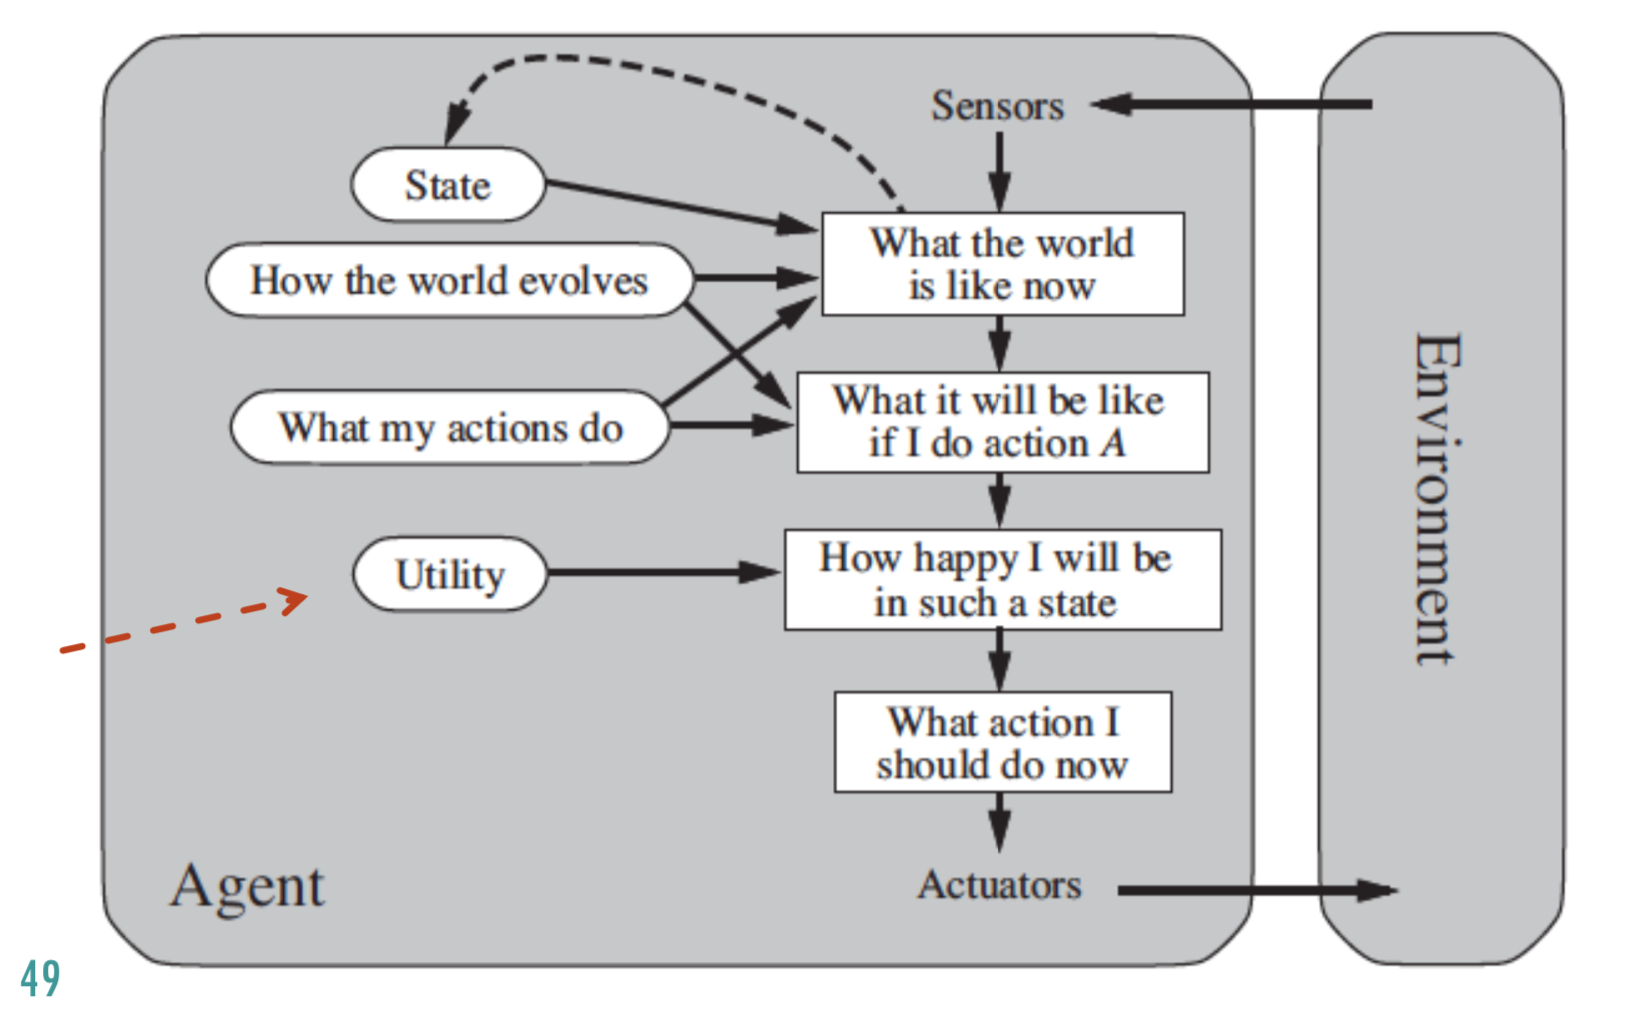 Sensors
State
What the world
is like now
How the world evolves
What it will be like
if I do action A
What my actions do
How happy I will be
in such a state
Utility
What action I
should do now
Agent
Actuators
Environment
49